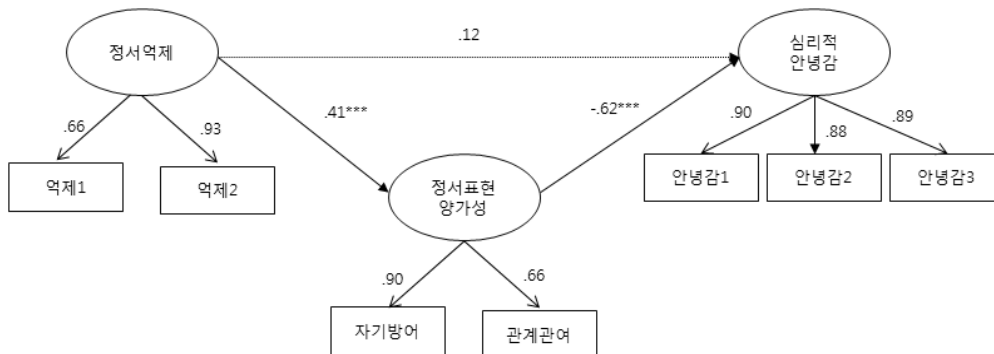 정서억제
.12
심리적
안녕감
.41***
-.62***
.66
.93
.90
.88
.89
억제1
억제2
안녕감1
안녕감2
안녕감3
정서표현
양가성
.90
.66
자기방어
관계관여